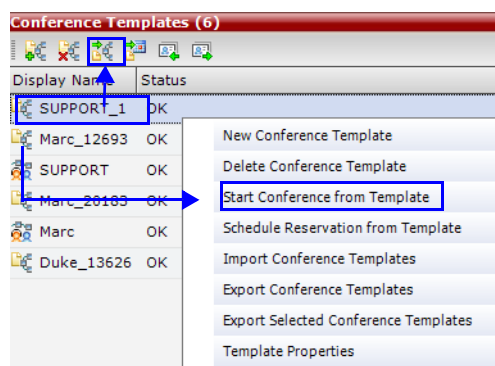 Conference Templates (6)
Display Name Status
SUPPORT_1 OK
Marc_12693 OK
SUPPORT OK
Marc_20183 OK
Marc OK
Duke_13626 OK
New Conference Template
Delete Conference Template
Start Conference from Template
Schedule Reservation from Template
Import Conference Templates
Export Conference Templates
Export Selected Conference Templates
Template Properties